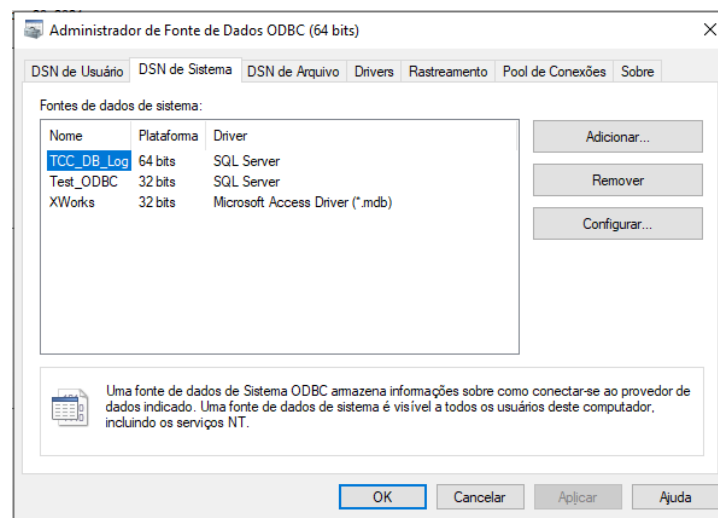 Administrador de Fonte de Dados ODBC (64 bits)
DSN de Usuário DSN de Sistema DSN de Arquivo Drivers Rastreamento Pool de Conexões Sobre
Fontes de dados de sistema:
Nome Plataforma Driver
TCC_DB_Log 64 bits SQL Server
Test_ODBC 32 bits SQL Server
XWorks 32 bits Microsoft Access Driver (*.mdb)
Adicionar...
Remover
Configurar...
Uma fonte de dados de Sistema ODBC armazena informações sobre como conectar-se ao provedor de
dados indicado. Uma fonte de dados de sistema é visível a todos os usuários deste computador,
incluindo os serviços NT.
OK Cancelar Aplicar Ajuda